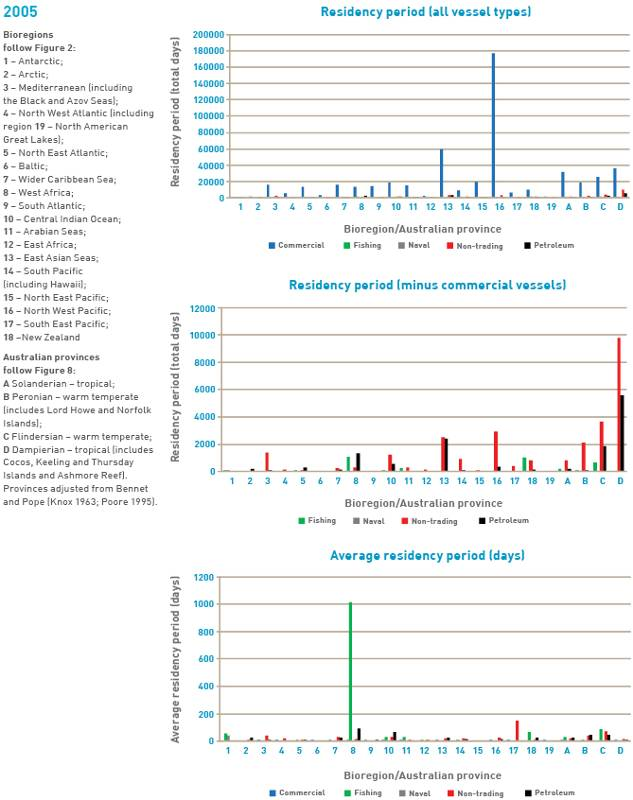 2005
Bioregions
follow Figure 2:
1 – Antarctic;
2 – Arctic;
3 – Mediterranean (including
the Black and Azov Seas);
4 – North West Atlantic (including
region 19 – North American
Great Lakes);
5 – North East Atlantic;
6 – Baltic;
7 – Wider Caribbean Sea;
8 – West Africa;
9 – South Atlantic;
10 – Central Indian Ocean;
11 – Arabian Seas;
12 – East Africa;
13 – East Asian Seas;
14 – South Pacific
(including Hawaii);
15 – North East Pacific;
16 – North West Pacific;
17 – South East Pacific;
18 –New Zealand
Australian provinces
follow Figure 8:
A Solanderian – tropical;
B Peronian – warm temperate
(includes Lord Howe and Norfolk
Islands);
C Flindersian – warm temperate;
D Dampierian – tropical (includes
Cocos, Keeling and Thursday
Islands and Ashmore Reef).
Provinces adjusted from Bennet
and Pope (Knox 1963; Poore 1995).
Residency period (all vessel types)
Residency period (total days)
200000
180000
160000
140000
120000
100000
80000
60000
40000
20000
0
1 2 3 4 5 6 7 8 9 10 11 12 13 14 15 16 17 18 19 A B C D
Bioregion/Australian province
Commercial Fishing Naval Non-trading Petroleum
Residency period (minus commercial vessels)
Residency period (total days)
12000
10000
8000
6000
4000
2000
0
1 2 3 4 5 6 7 8 9 10 11 12 13 14 15 16 17 18 19 A B C D
Bioregion/Australian province
Fishing Naval Non-trading Petroleum
Average residency period (days)
Average residency period (days)
1200
1000
800
600
400
200
0
1 2 3 4 5 6 7 8 9 10 11 12 13 14 15 16 17 18 19 A B C D
Bioregion/Australian province
Commercial Fishing Naval Non-trading Petroleum